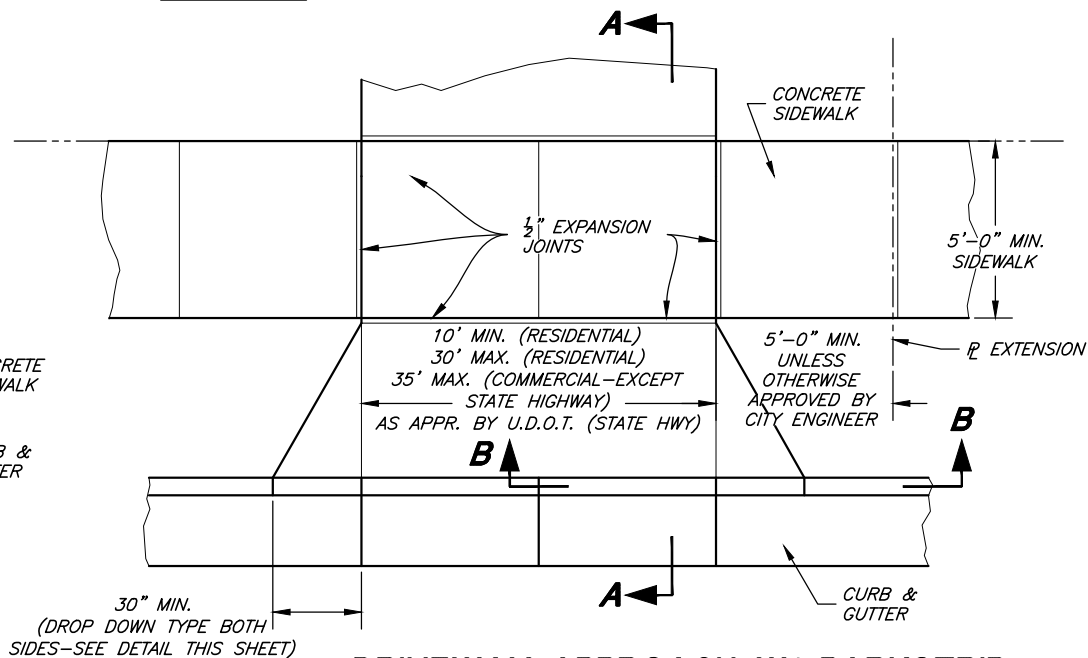 A
CONCRETE
SIDEWALK
½" EXPANSION
JOINTS
5'-0" MIN.
SIDEWALK
10' MIN. (RESIDENTIAL)
30' MAX. (RESIDENTIAL)
35' MAX. (COMMERCIAL-EXCEPT
STATE HIGHWAY)
AS APPR. BY U.D.O.T. (STATE HWY)
5'-0" MIN.
UNLESS
OTHERWISE
APPROVED BY
CITY ENGINEER
PL EXTENSION
B
B
A
CURB &
GUTTER
30" MIN.
(DROP DOWN TYPE BOTH
SIDES-SEE DETAIL THIS SHEET)